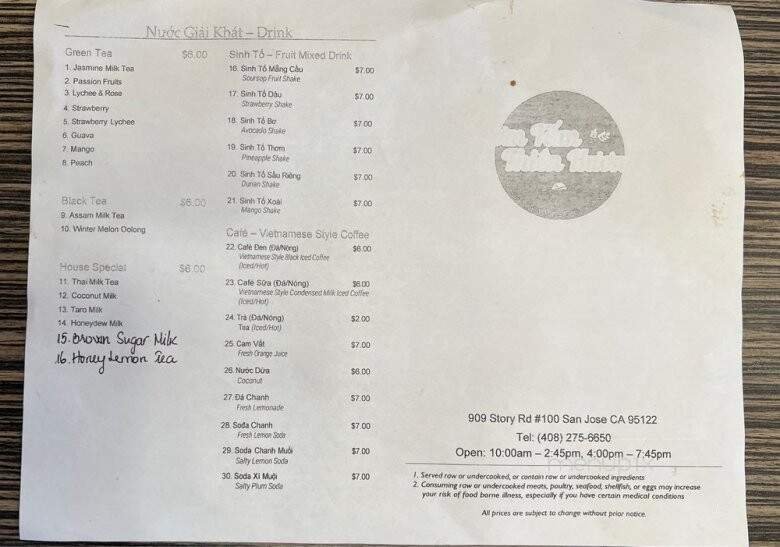 Nước Giải Khát – Drink
Green Tea $6.00
1. Jasmine Milk Tea
2. Passion Fruits
3. Lychee & Rose
4. Strawberry
5. Strawberry Lychee
6. Guava
7. Mango
8. Peach
Black Tea $6.00
9. Assam Milk Tea
10. Winter Melon Oolong
House Special $6.00
11. Thai Milk Tea
12. Coconut Milk
13. Taro Milk
14. Honeydew Milk
15. Brown Sugar Milk
16. Honey Lemon Tea
Sinh Tố – Fruit Mixed Drink
16. Sinh Tố Mãng Cầu $7.00
Soursop Fruit Shake
17. Sinh Tố Dâu $7.00
Strawberry Shake
18. Sinh Tố Bơ $7.00
Avocado Shake
19. Sinh Tố Thơm $7.00
Pineapple Shake
20. Sinh Tố Sầu Riêng $7.00
Durian Shake
21. Sinh Tố Xoài $7.00
Mango Shake
Café – Vietnamese Style Coffee
22. Café Đen (Đá/Nóng) $6.00
Vietnamese Style Black Iced Coffee
(Iced/Hot)
23. Café Sữa (Đá/Nóng) $6.00
Vietnamese Style Condensed Milk Iced Coffee
(Iced/Hot)
24. Trà (Đá/Nóng) $2.00
Tea (Iced/Hot)
25. Cam Vắt $7.00
Fresh Orange Juice
26. Nước Dừa $6.00
Coconut
27. Đá Chanh $7.00
Fresh Lemonade
28. Soda Chanh $7.00
Fresh Lemon Soda
29. Soda Chanh Muối $7.00
Salty Lemon Soda
30. Soda Xí Muội $7.00
Salty Plum Soda
909 Story Rd #100 San Jose CA 95122
Tel: (408) 275-6650
Open: 10:00am – 2:45pm, 4:00pm – 7:45pm
1. Served raw or undercooked, or contain raw or undercooked ingredients
2. Consuming raw or undercooked meats, poultry, seafood, shellfish, or eggs may increase
your risk of food borne illness, especially if you have certain medical conditions
All prices are subject to change without prior notice.